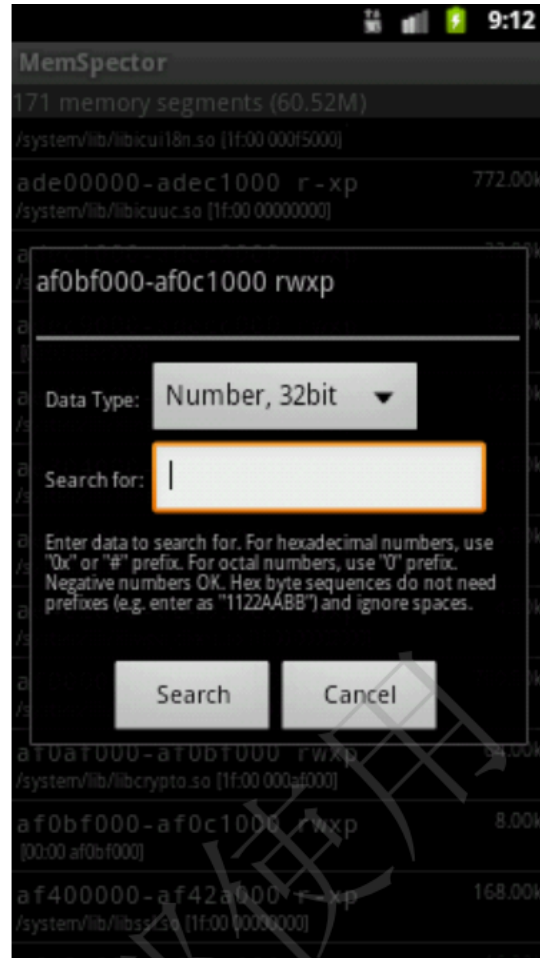 9:12
MemSpector
171 memory segments (60.52M)
/system/lib/libicui18n.so [1f:00 000f5000]
ade00000-adec1000 r-xp 772.00k
/system/lib/libicuuc.so [1f:00 00000000]
af0bf000-af0c1000 rwxp
Data Type: Number, 32bit
Search for:
Enter data to search for. For hexadecimal numbers, use
"0x" or "#" prefix. For octal numbers, use "0" prefix.
Negative numbers OK. Hex byte sequences do not need
prefixes (e.g. enter as "1122AABB") and ignore spaces.
Search Cancel
af0af000-af0bf000 rwxp
/system/lib/libcrypto.so [1f:00 000af000]
af0bf000-af0c1000 rwxp 8.00k
[00:00 af0bf000]
af400000-af42a000 r-xp 168.00k
/system/lib/libssl.so [1f:00 00000000]
使用